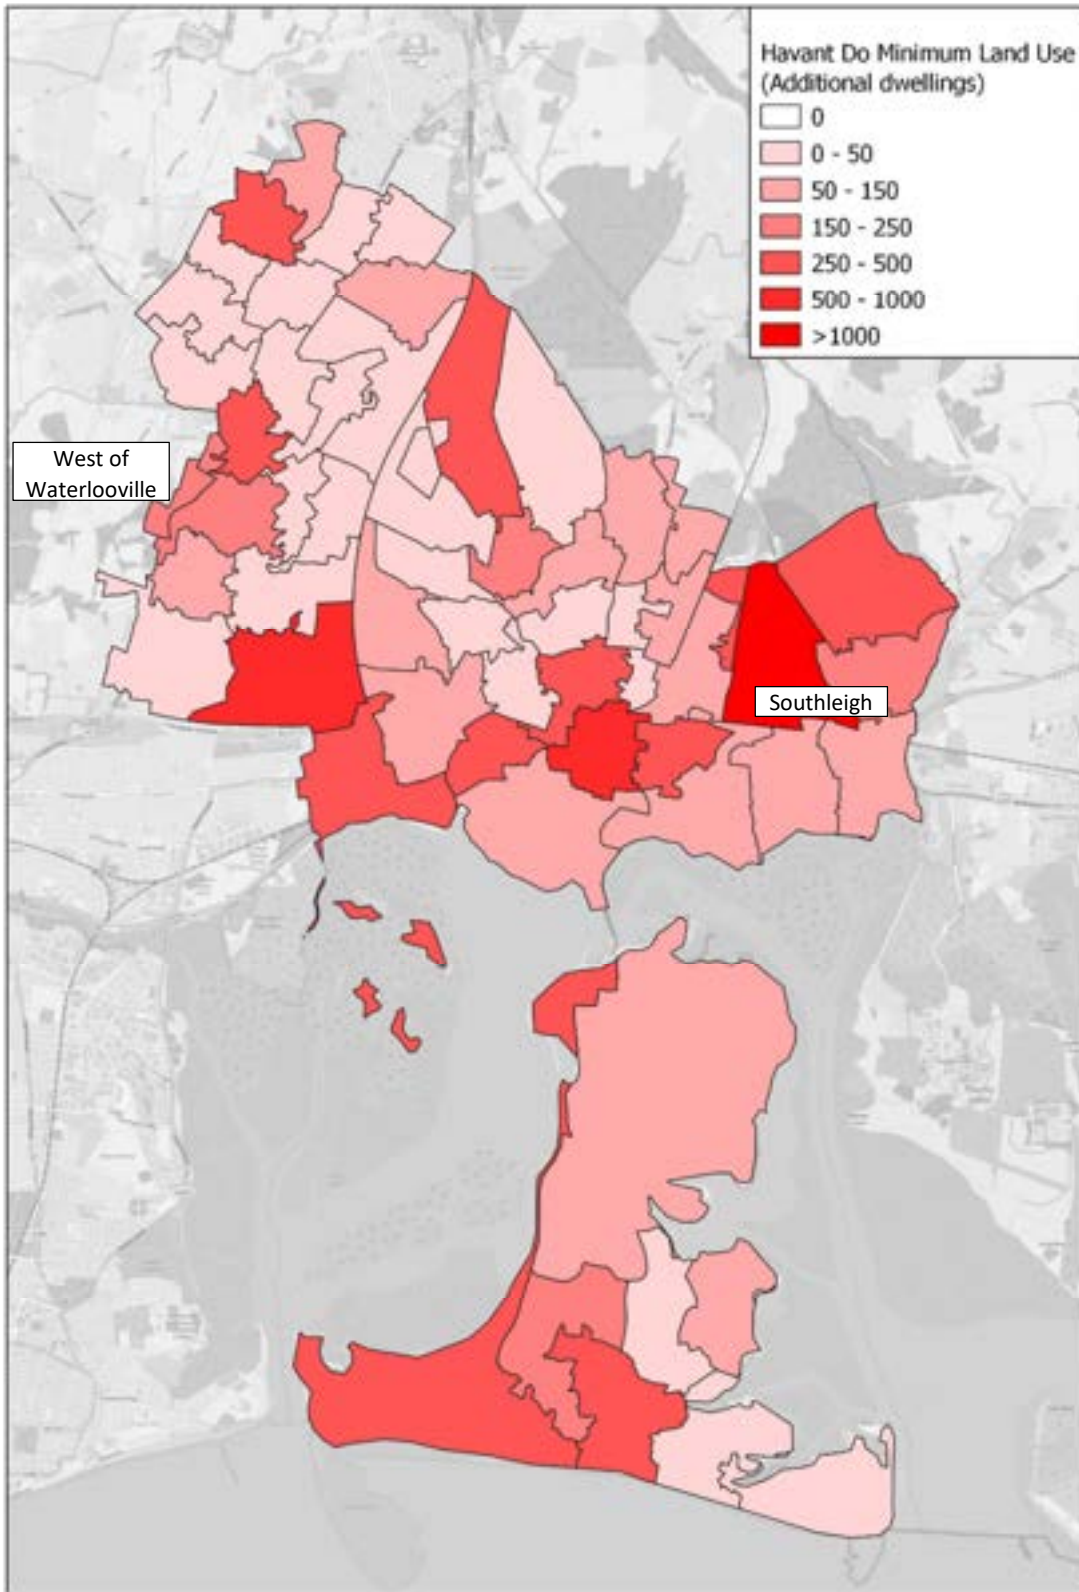 Havant Do Minimum Land Use
(Additional dwellings)
0
0 - 50
50 - 150
150 - 250
250 - 500
500 - 1000
>1000
West of
Waterlooville
Southleigh